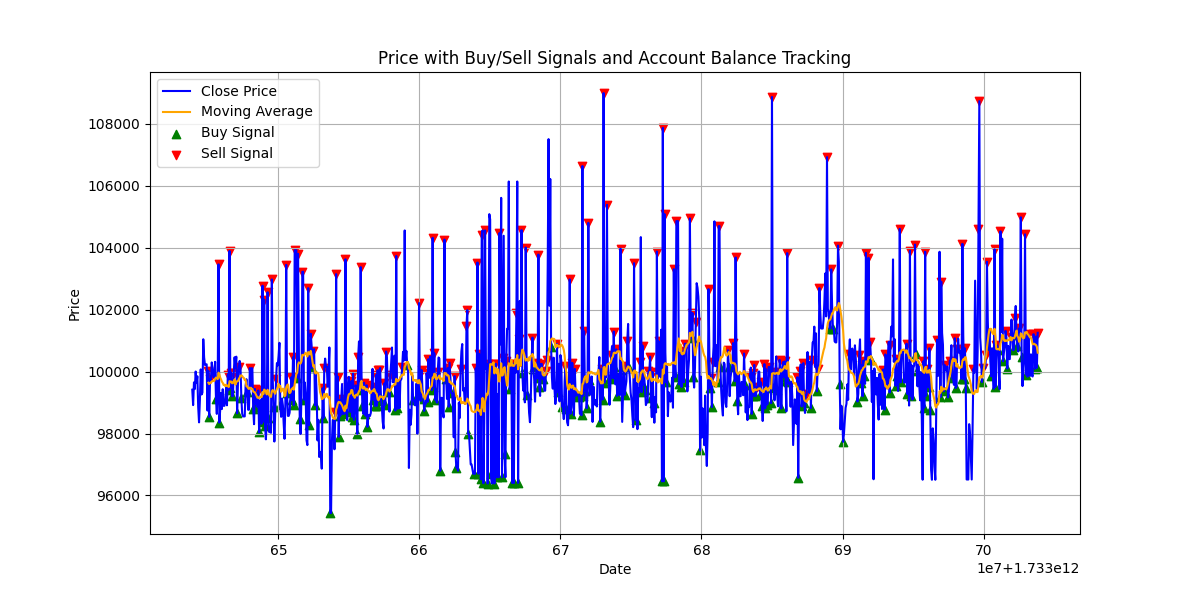 Price with Buy/Sell Signals and Account Balance Tracking
Close Price
Moving Average
Buy Signal
Sell Signal
108000
106000
104000
102000
100000
98000
96000
Price
65 66 67 68 69 70
Date
1e7+1.733e12